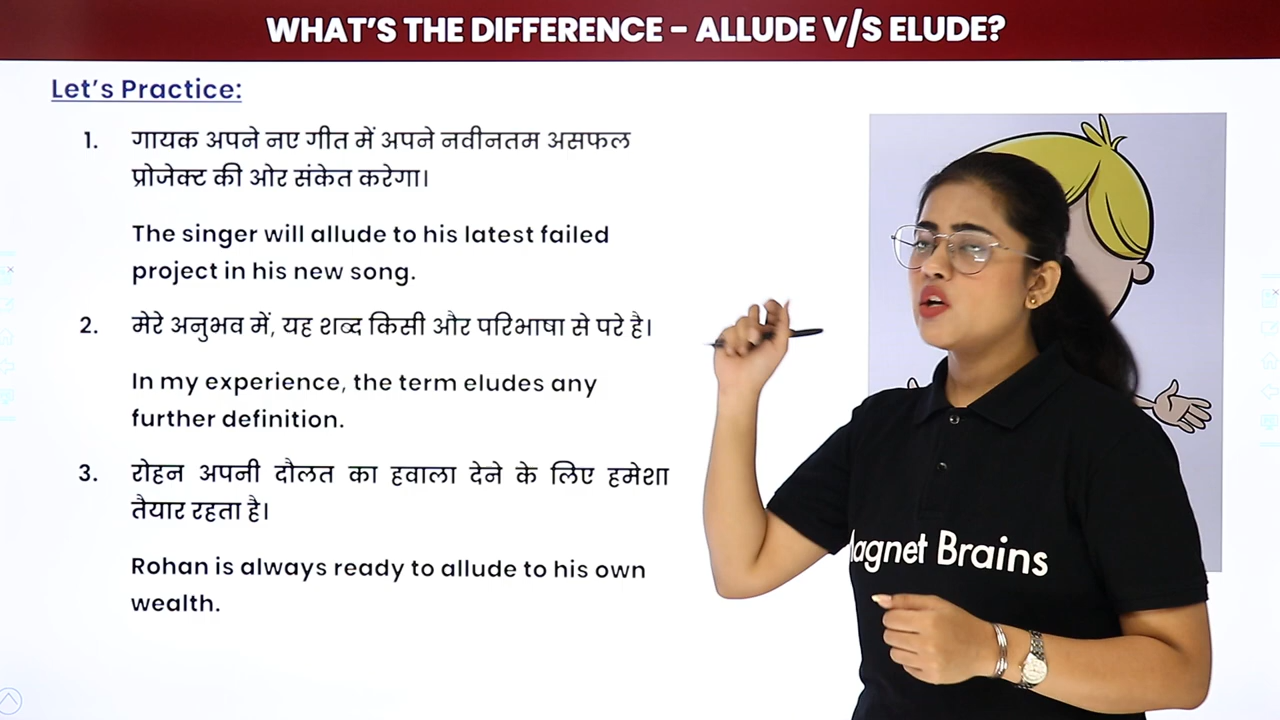 WHAT'S THE DIFFERENCE - ALLUDE V/S ELUDE?
Let's Practice:
1. गायक अपने नए गीत में अपने नवीनतम असफल
प्रोजेक्ट की ओर संकेत करेगा।
The singer will allude to his latest failed
project in his new song.
2. मेरे अनुभव में, यह शब्द किसी और परिभाषा से परे है।
In my experience, the term eludes any
further definition.
3. रोहन अपनी दौलत का हवाला देने के लिए हमेशा
तैयार रहता है।
Rohan is always ready to allude to his own
wealth.
agnet Brains